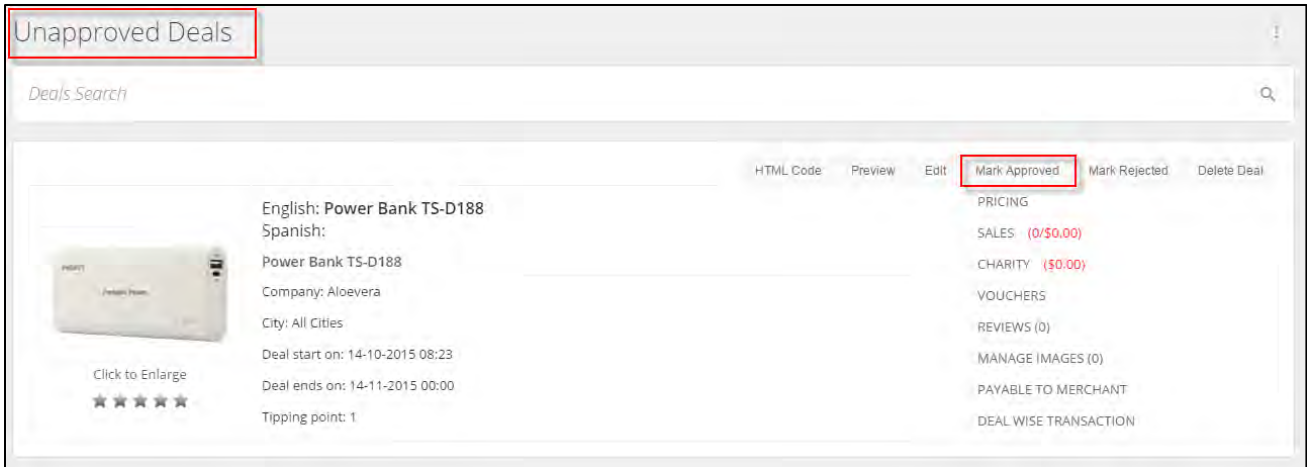 Unapproved Deals
Deals Search
HTML Code Preview Edit Mark Approved Mark Rejected Delete Deal
English: Power Bank TS-D188
Spanish:
Power Bank TS-D188
Company: Aloevera
City: All Cities
Deal start on: 14-10-2015 08:23
Deal ends on: 14-11-2015 00:00
Tipping point: 1
Click to Enlarge
PRICING
SALES (0/$0.00)
CHARITY ($0.00)
VOUCHERS
REVIEWS (0)
MANAGE IMAGES (0)
PAYABLE TO MERCHANT
DEAL WISE TRANSACTION